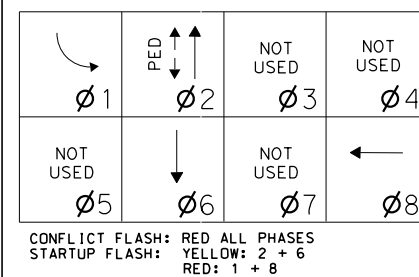 PED
Ø1
Ø2
NOT
USED
Ø3
NOT
USED
Ø4
NOT
USED
Ø5
Ø6
NOT
USED
Ø7
Ø8
CONFLICT FLASH: RED ALL PHASES
STARTUP FLASH: YELLOW: 2 + 6
RED: 1 + 8